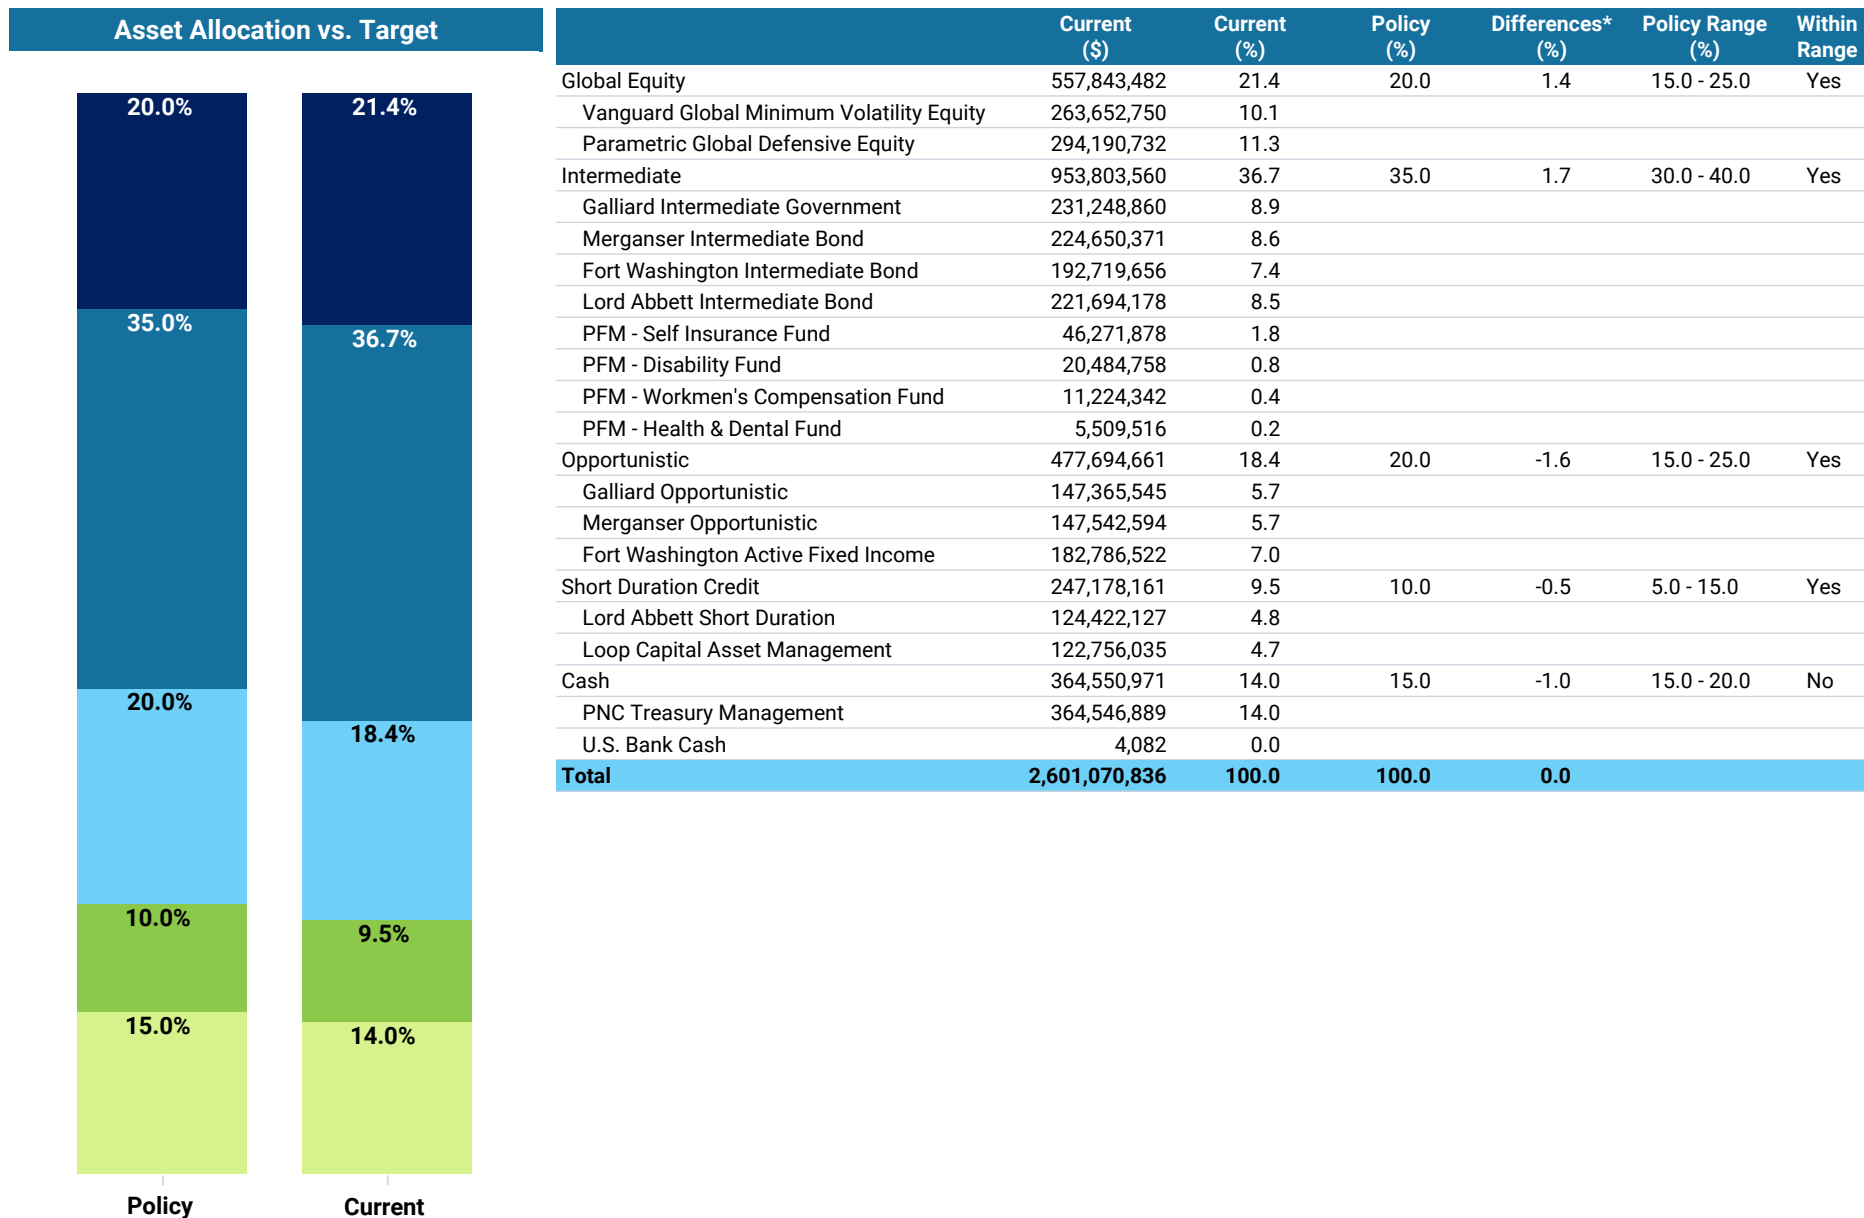 Asset Allocation vs. Target
20.0%
35.0%
20.0%
10.0%
15.0%
Policy
21.4%
36.7%
18.4%
9.5%
14.0%
Current
Current ($) Current (%) Policy (%) Differences* (%) Policy Range (%) Within Range
Global Equity 557,843,482 21.4 20.0 1.4 15.0 - 25.0 Yes
Vanguard Global Minimum Volatility Equity 263,652,750 10.1
Parametric Global Defensive Equity 294,190,732 11.3
Intermediate 953,803,560 36.7 35.0 1.7 30.0 - 40.0 Yes
Galliard Intermediate Government 231,248,860 8.9
Merganser Intermediate Bond 224,650,371 8.6
Fort Washington Intermediate Bond 192,719,656 7.4
Lord Abbett Intermediate Bond 221,694,178 8.5
PFM - Self Insurance Fund 46,271,878 1.8
PFM - Disability Fund 20,484,758 0.8
PFM - Workmen's Compensation Fund 11,224,342 0.4
PFM - Health & Dental Fund 5,509,516 0.2
Opportunistic 477,694,661 18.4 20.0 -1.6 15.0 - 25.0 Yes
Galliard Opportunistic 147,365,545 5.7
Merganser Opportunistic 147,542,594 5.7
Fort Washington Active Fixed Income 182,786,522 7.0
Short Duration Credit 247,178,161 9.5 10.0 -0.5 5.0 - 15.0 Yes
Lord Abbett Short Duration 124,422,127 4.8
Loop Capital Asset Management 122,756,035 4.7
Cash 364,550,971 14.0 15.0 -1.0 15.0 - 20.0 No
PNC Treasury Management 364,546,889 14.0
U.S. Bank Cash 4,082 0.0
Total 2,601,070,836 100.0 100.0 0.0